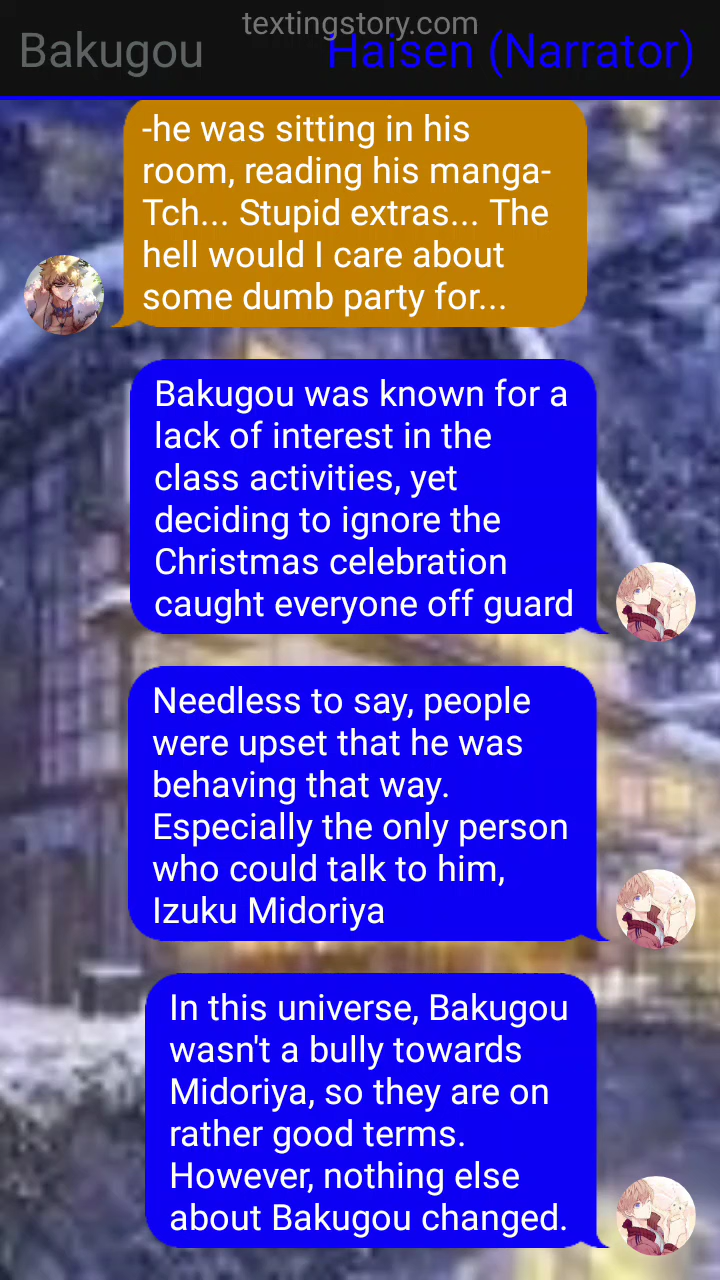 textingstory.com
Bakugou
Haisen (Narrator)
-he was sitting in his
room, reading his manga-
Tch... Stupid extras... The
hell would I care about
some dumb party for...
Bakugou was known for a
lack of interest in the
class activities, yet
deciding to ignore the
Christmas celebration
caught everyone off guard
Needless to say, people
were upset that he was
behaving that way.
Especially the only person
who could talk to him,
Izuku Midoriya
In this universe, Bakugou
wasn't a bully towards
Midoriya, so they are on
rather good terms.
However, nothing else
about Bakugou changed.